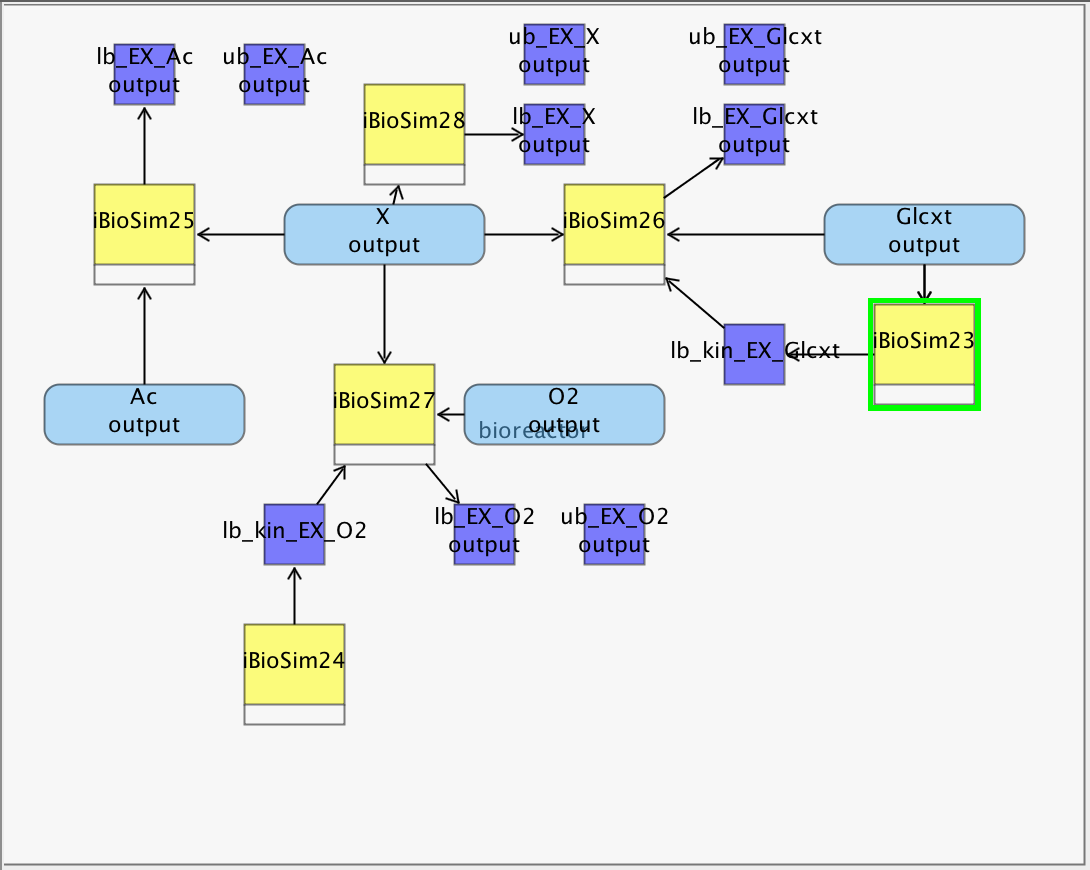 lb_EX_Ac
output
ub_EX_Ac
output
ub_EX_X
output
ub_EX_Glcxt
output
iBioSim28
lb_EX_X
output
lb_EX_Glcxt
output
iBioSim25
X
output
iBioSim26
Glcxt
output
lb_kin_EX_Glcxt
iBioSim23
Ac
output
iBioSim27
O2
output
bioreactor
lb_kin_EX_O2
lb_EX_O2
output
ub_EX_O2
output
iBioSim24